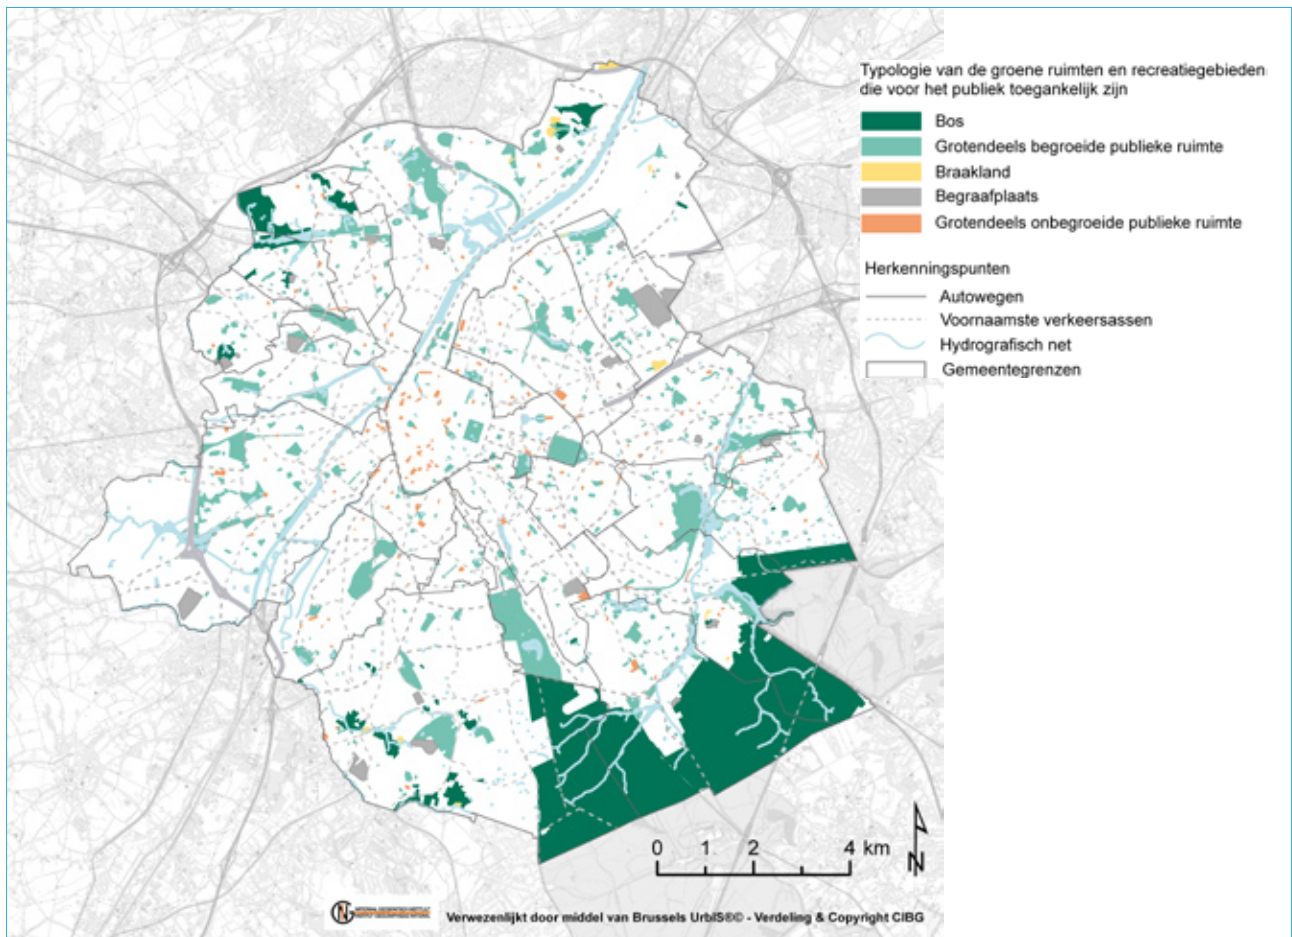 Typologie van de groene ruimten en recreatiegebieden
die voor het publiek toegankelijk zijn
Bos
Grotendeels begroeide publieke ruimte
Braakland
Begraafplaats
Grotendeels onbegroeide publieke ruimte
Herkenningspunten
Autowegen
Voornaamste verkeersassen
Hydrografisch net
Gemeentegrenzen
0 1 2 4 km
N
Verwezenlijkt door middel van Brussels UrbIS®© - Verdeling & Copyright CIBG